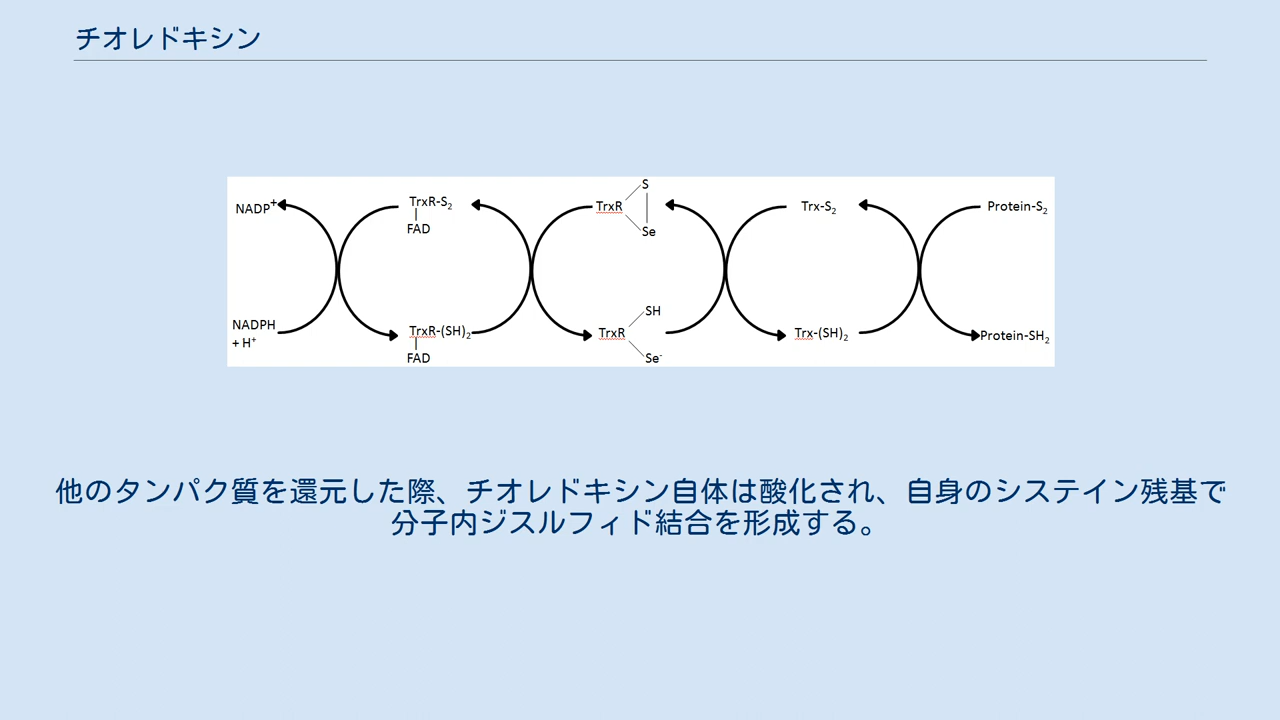 チオレドキシン
NADP⁺
TrxR-S₂
FAD
TrxR
S
Se
Trx-S₂
Protein-S₂
NADPH
+ H⁺
TrxR-(SH)₂
FAD
TrxR
SH
Se⁻
Trx-(SH)₂
Protein-SH₂
他のタンパク質を還元した際、チオレドキシン自体は酸化され、自身のシステイン残基で
分子内ジスルフィド結合を形成する。